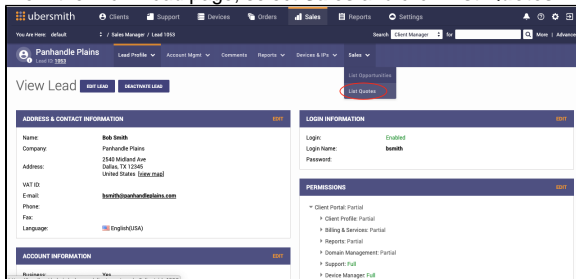 ubersmith
Clients
Support
Devices
Orders
Sales
Reports
Settings
You Are Here: default
/ Sales Manager / Lead 1053
Search Client Manager for
More | Advance
Panhandle Plains
Lead ID: 1053
Lead Profile
Account Mgmt
Comments
Reports
Devices & IPs
Sales
List Opportunities
List Quotes
View Lead
EDIT LEAD
DEACTIVATE LEAD
ADDRESS & CONTACT INFORMATION EDIT
Name: Bob Smith
Company: Panhandle Plains
Address: 2540 Midland Ave
Dallas, TX 12345
United States [view map]
VAT ID:
E-mail: bsmith@panhandleplains.com
Phone:
Fax:
Language: English(USA)
ACCOUNT INFORMATION EDIT
Business: Yes
LOGIN INFORMATION EDIT
Login: Enabled
Login Name: bsmith
Password:
PERMISSIONS EDIT
Client Portal: Partial
Client Profile: Partial
Billing & Services: Partial
Reports: Partial
Domain Management: Partial
Support: Full
Device Manager: Full